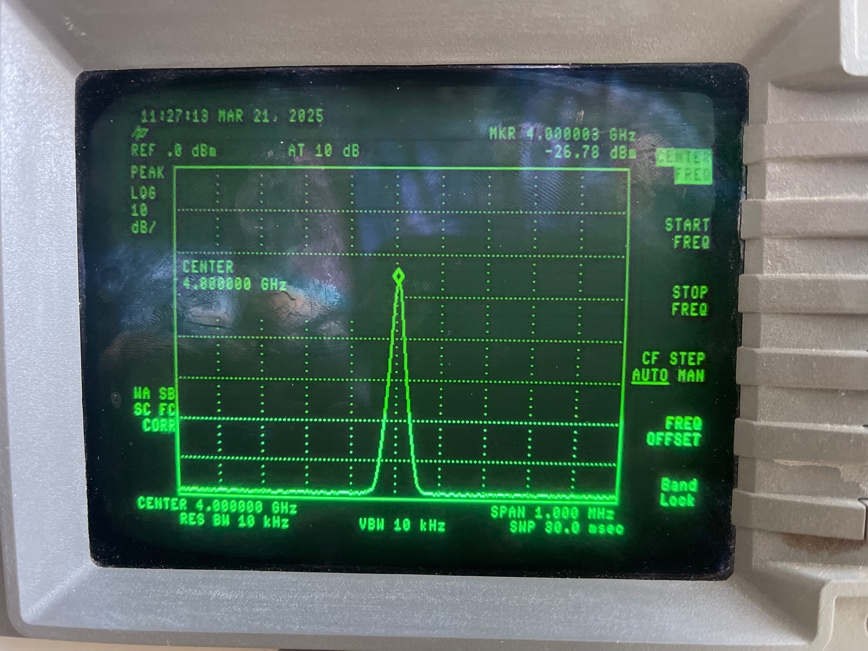 11:27:13 MAR 21, 2025
MKR 4.000003 GHz
REF .0 dBm AT 10 dB -26.78 dBm
PEAK
LOG
10
dB/
CENTER
4.000000 GHz
WA SB
SC FC
CORR
CENTER 4.000000 GHz SPAN 1.000 MHz
RES BW 10 kHz VBW 10 kHz SWP 30.0 msec
CENTER
FREQ
START
FREQ
STOP
FREQ
CF STEP
AUTO MAN
FREQ
OFFSET
Band
Lock